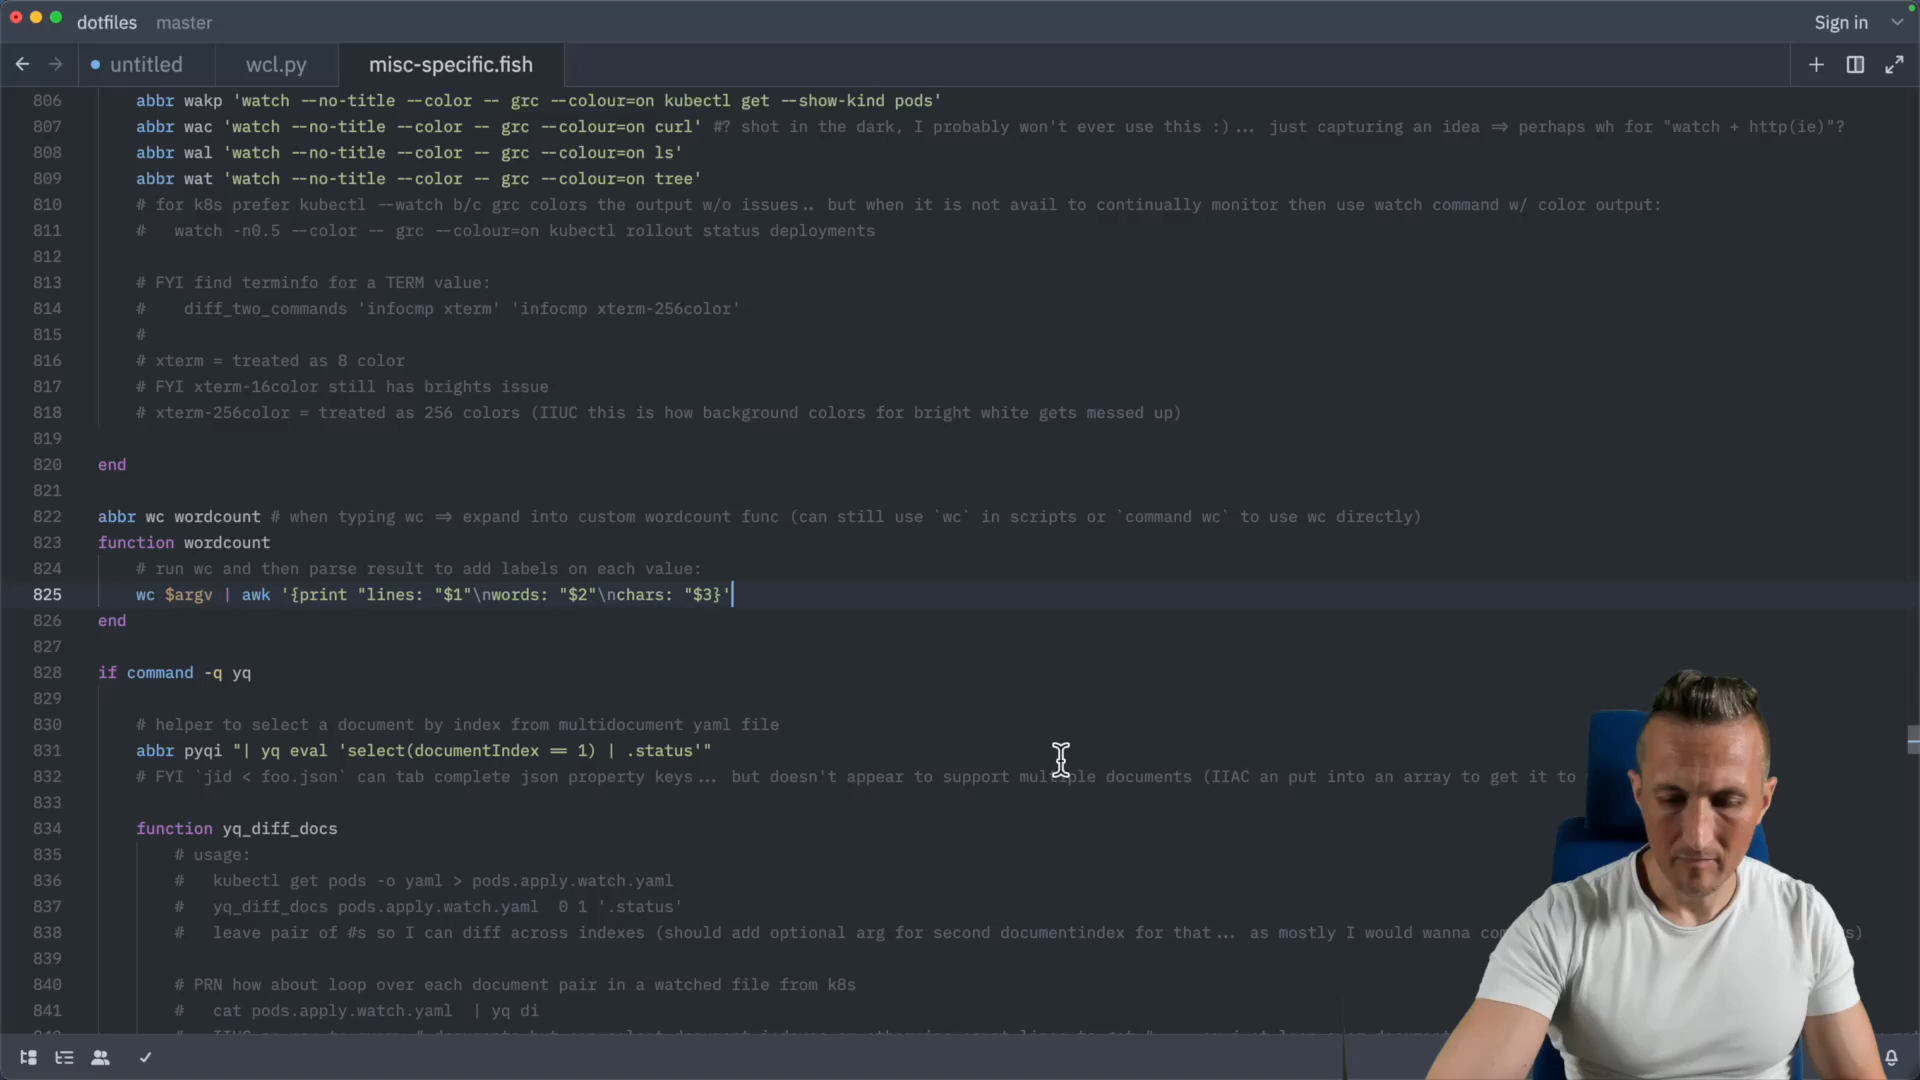 dotfiles master Sign in
untitled wcl.py misc-specific.fish
806 abbr wakp 'watch --no-title --color -- grc --colour=on kubectl get --show-kind pods'
807 abbr wac 'watch --no-title --color -- grc --colour=on curl' #? shot in the dark, I probably won't ever use this :)... just capturing an idea => perhaps wh for "watch + http(ie)"?
808 abbr wal 'watch --no-title --color -- grc --colour=on ls'
809 abbr wat 'watch --no-title --color -- grc --colour=on tree'
810 # for k8s prefer kubectl --watch b/c grc colors the output w/o issues.. but when it is not avail to continually monitor then use watch command w/ color output:
811 # watch -n0.5 --color -- grc --colour=on kubectl rollout status deployments
812
813 # FYI find terminfo for a TERM value:
814 # diff_two_commands 'infocmp xterm' 'infocmp xterm-256color'
815 #
816 # xterm = treated as 8 color
817 # FYI xterm-16color still has brights issue
818 # xterm-256color = treated as 256 colors (IIUC this is how background colors for bright white gets messed up)
819
820 end
821
822 abbr wc wordcount # when typing wc => expand into custom wordcount func (can still use `wc` in scripts or `command wc` to use wc directly)
823 function wordcount
824 # run wc and then parse result to add labels on each value:
825 wc $argv | awk '{print "lines: "$1"\nwords: "$2"\nchars: "$3}'
826 end
827
828 if command -q yq
829
830 # helper to select a document by index from multidocument yaml file
831 abbr pyqi "| yq eval 'select(documentIndex == 1) | .status'"
832 # FYI `jid < foo.json` can tab complete json property keys... but doesn't appear to support multiple documents (IIAC an put into an array to get it to
833
834 function yq_diff_docs
835 # usage:
836 # kubectl get pods -o yaml > pods.apply.watch.yaml
837 # yq_diff_docs pods.apply.watch.yaml 0 1 '.status'
838 # leave pair of #s so I can diff across indexes (should add optional arg for second documentindex for that... as mostly I would wanna
839
840 # PRN how about loop over each document pair in a watched file from k8s
841 # cat pods.apply.watch.yaml | yq di